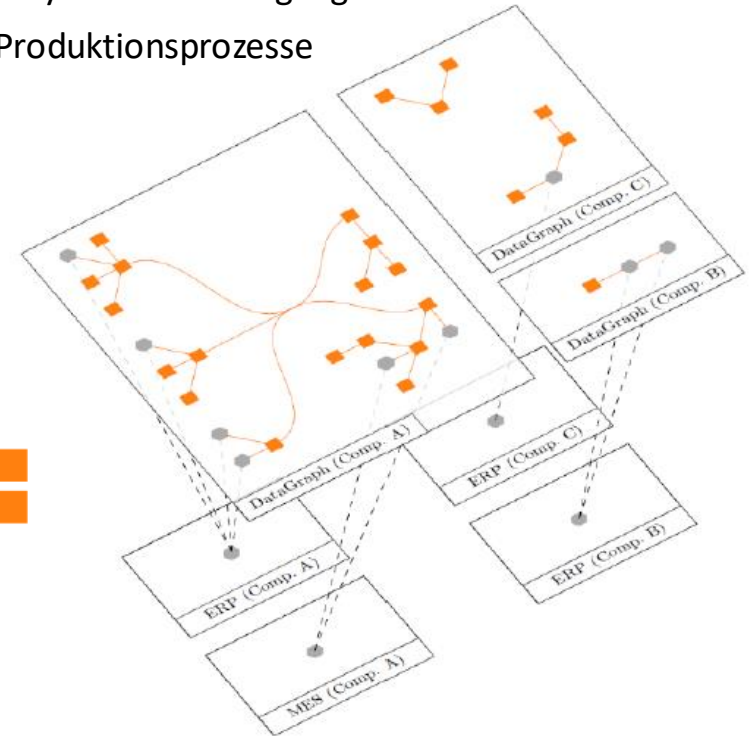 Produktionsprozesse
DataGraph (Comp. C)
DataGraph (Comp. B)
DataGraph (Comp. A)
ERP (Comp. C)
ERP (Comp. B)
ERP (Comp. A)
MES (Comp. A)